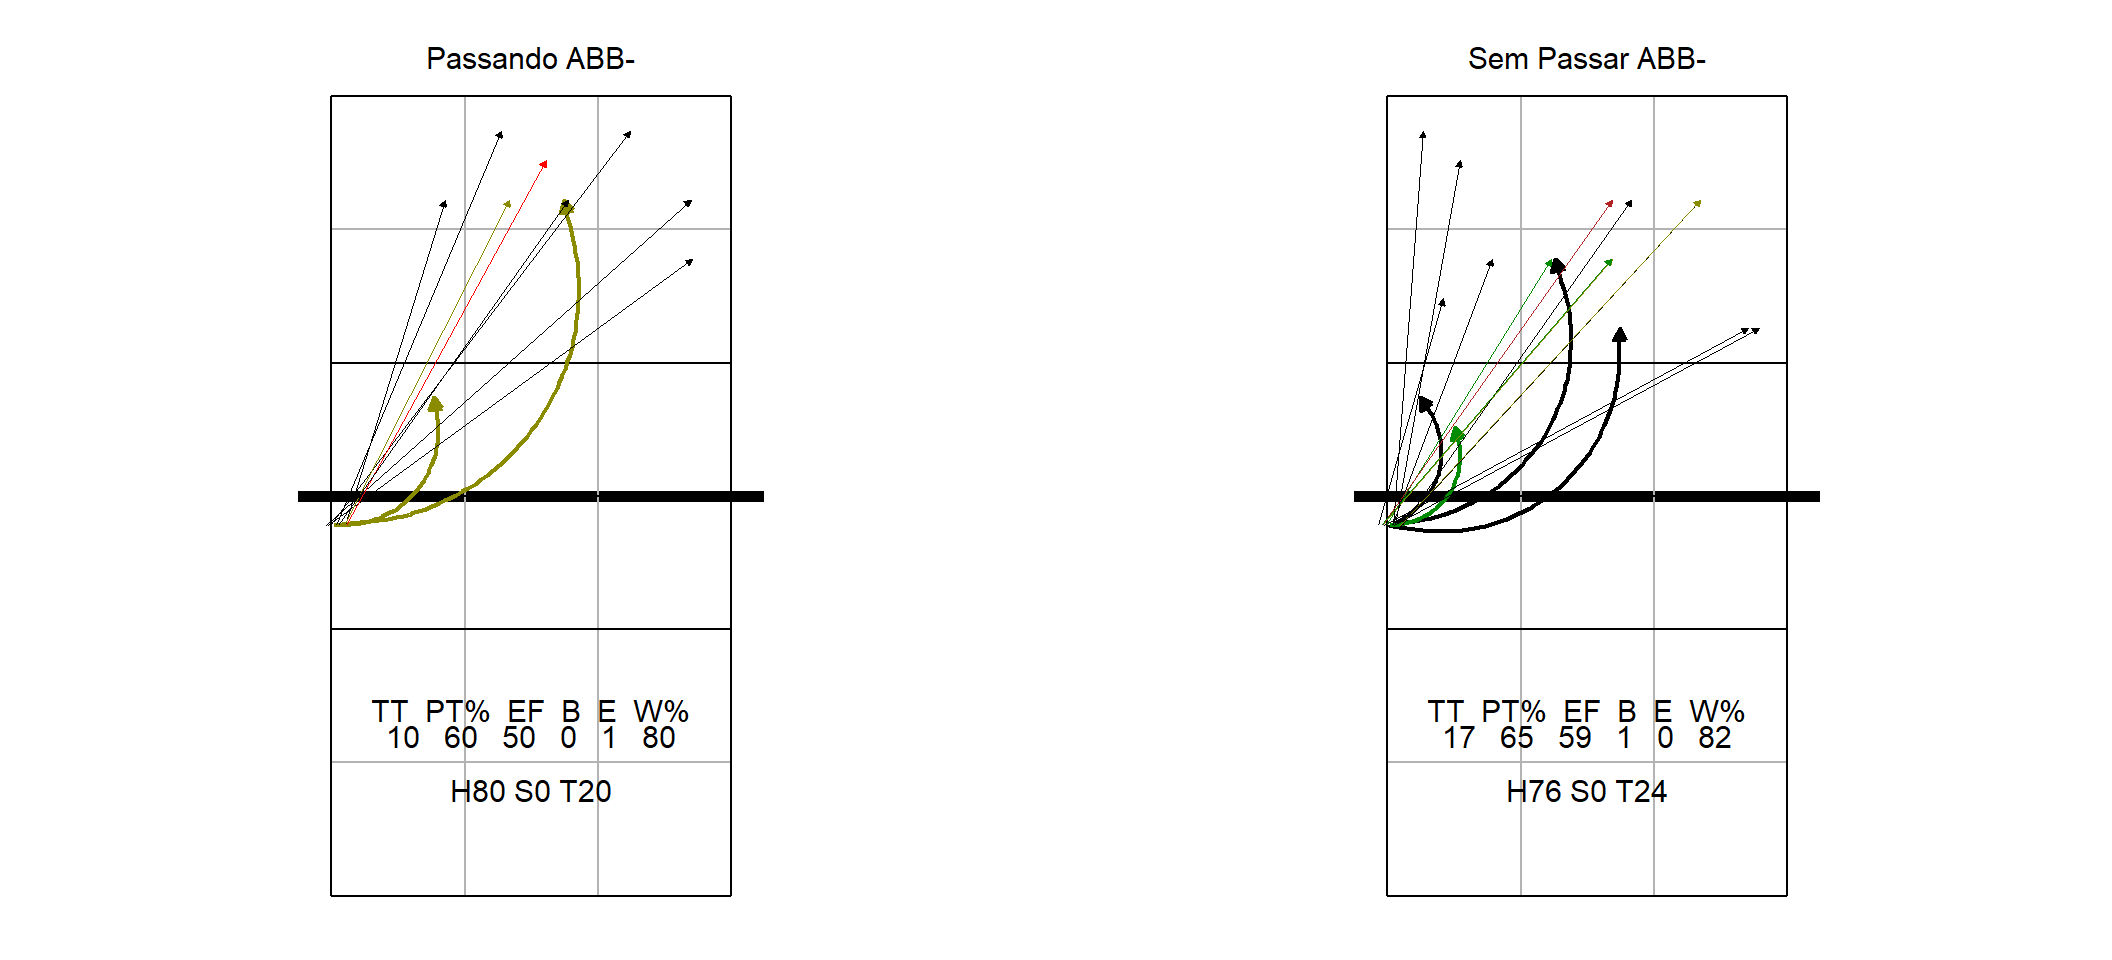 Passando ABB-
TT PT% EF B E W%
10 60 50 0 1 80
H80 S0 T20
Sem Passar ABB-
TT PT% EF B E W%
17 65 59 1 0 82
H76 S0 T24